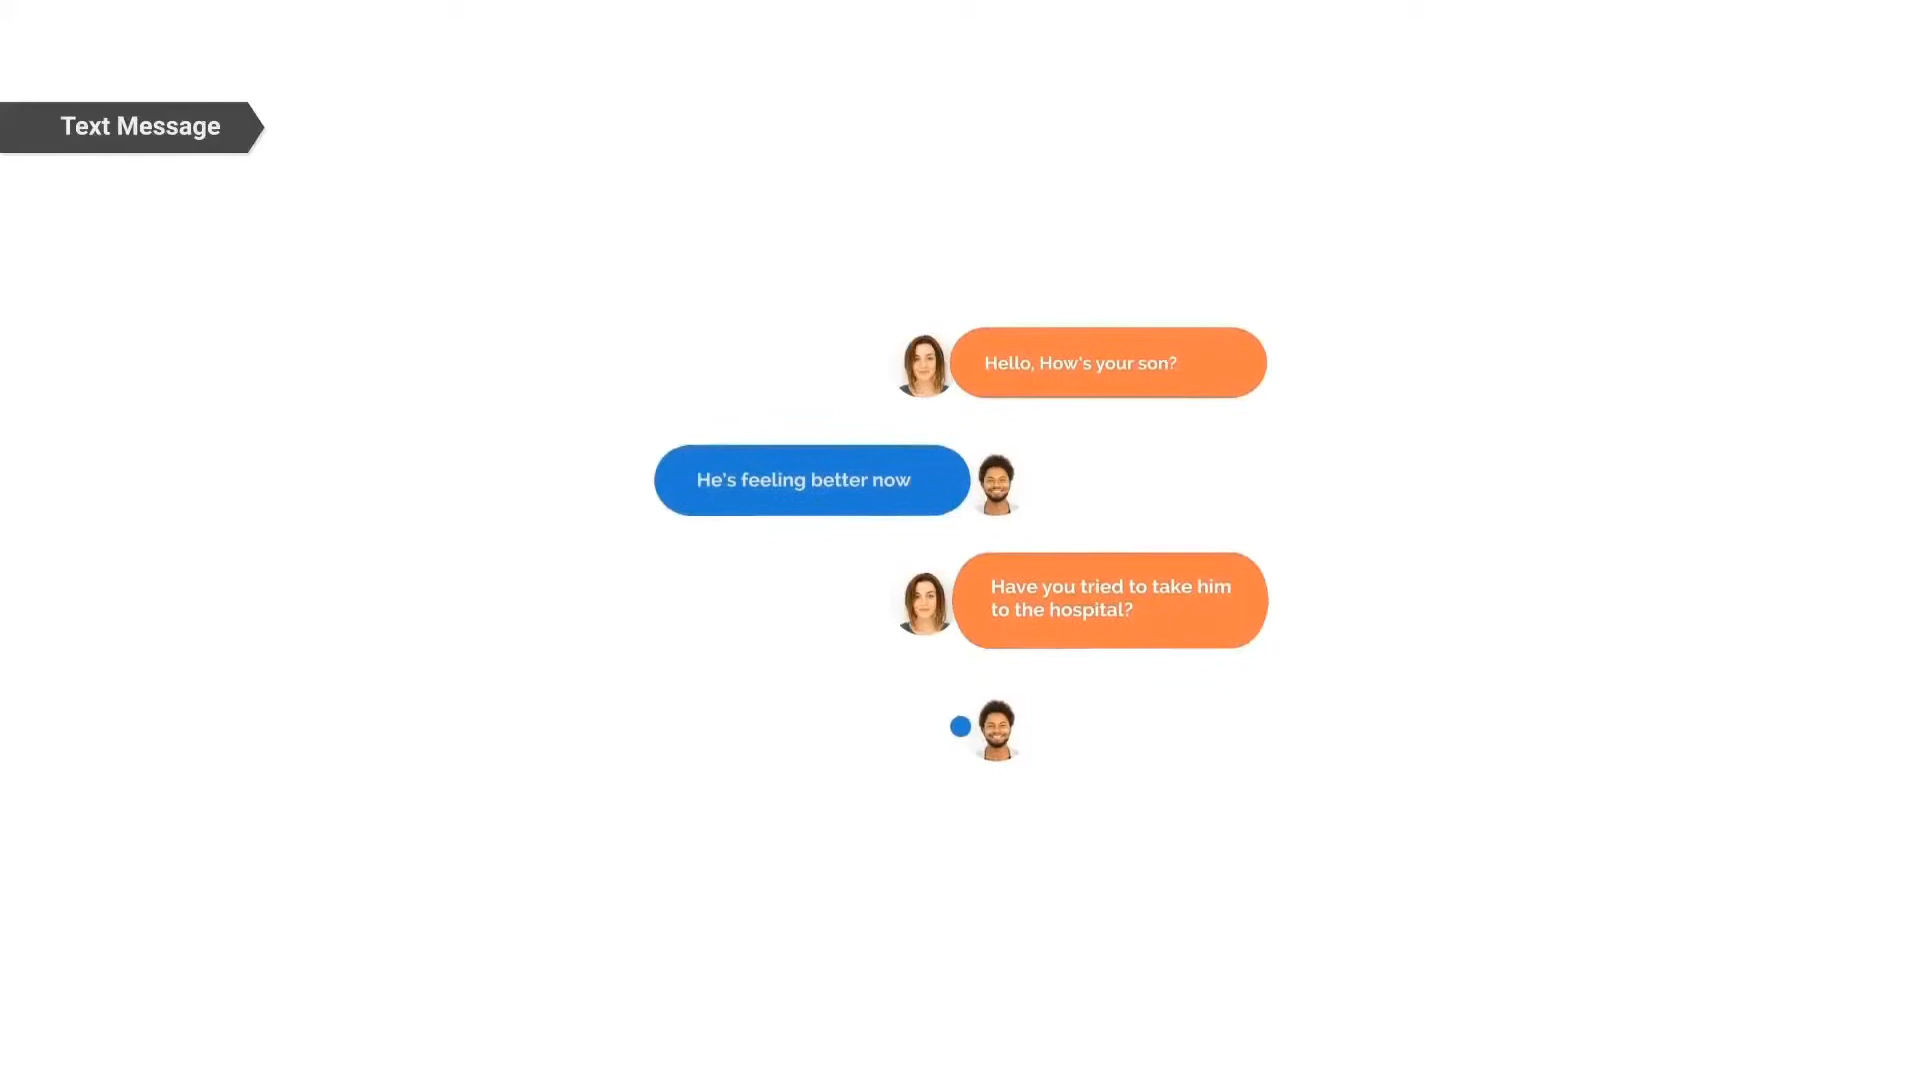 Text Message
Hello, How's your son?
He's feeling better now
Have you tried to take him
to the hospital?